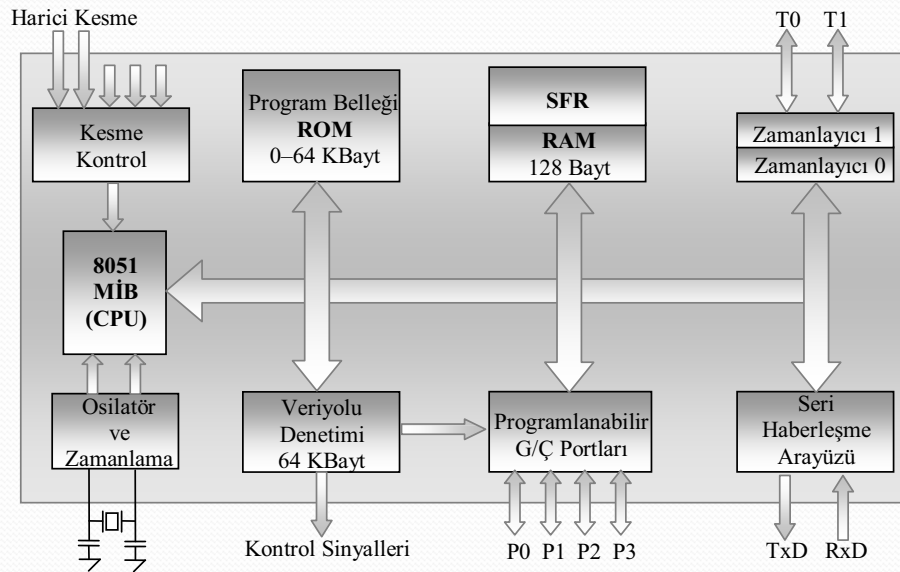 Harici Kesme
T0 T1
Kesme
Kontrol
Program Belleği
ROM
0–64 KBayt
SFR
RAM
128 Bayt
Zamanlayıcı 1
Zamanlayıcı 0
8051
MİB
(CPU)
Osilatör
ve
Zamanlama
Veriyolu
Denetimi
64 KBayt
Programlanabilir
G/Ç Portları
Seri
Haberleşme
Arayüzü
Kontrol Sinyalleri
P0 P1 P2 P3
TxD RxD